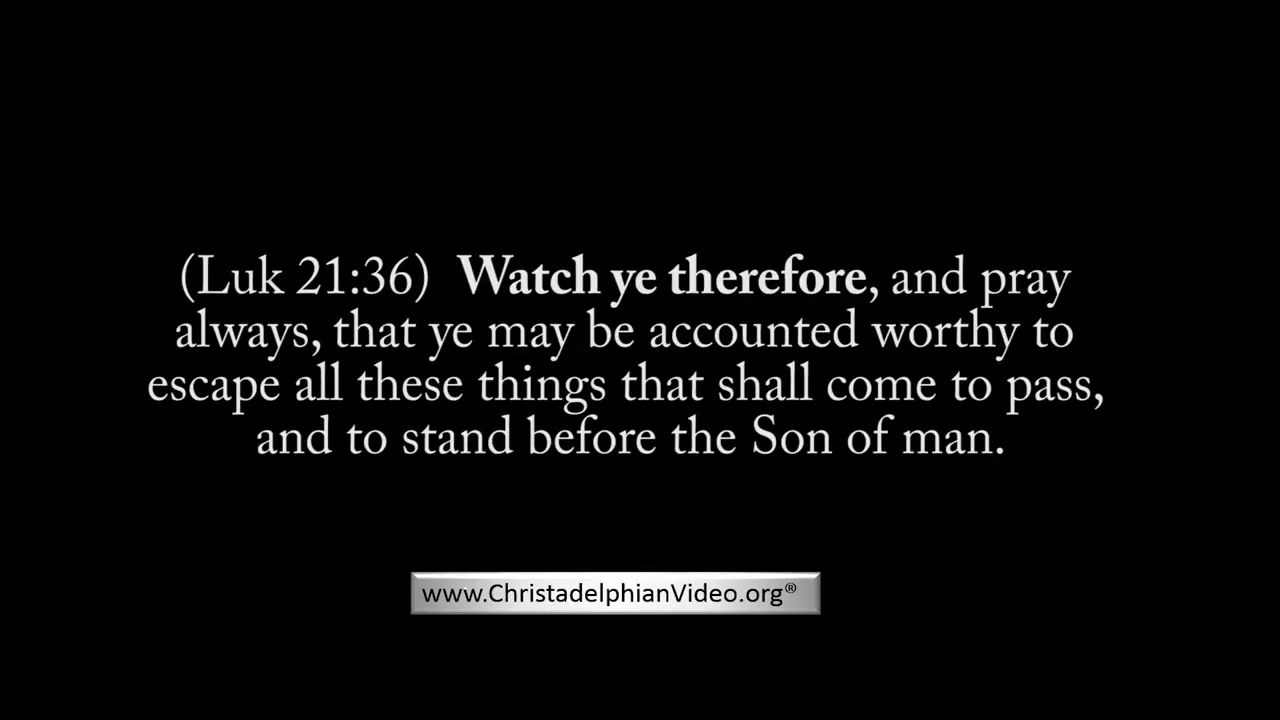 (Luk 21:36) Watch ye therefore, and pray
always, that ye may be accounted worthy to
escape all these things that shall come to pass,
and to stand before the Son of man.
www.ChristadelphianVideo.org®